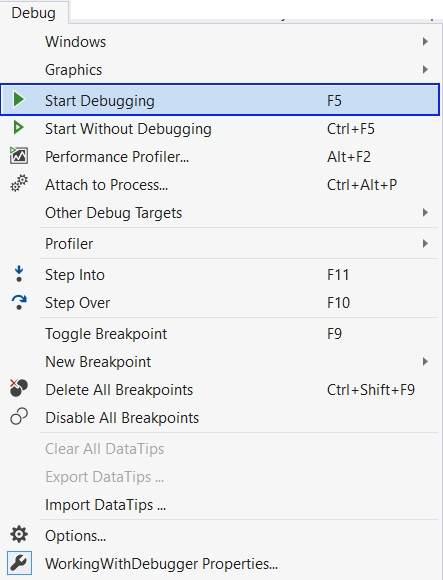 Debug
Windows
Graphics
Start Debugging F5
Start Without Debugging Ctrl+F5
Performance Profiler... Alt+F2
Attach to Process... Ctrl+Alt+P
Other Debug Targets
Profiler
Step Into F11
Step Over F10
Toggle Breakpoint F9
New Breakpoint
Delete All Breakpoints Ctrl+Shift+F9
Disable All Breakpoints
Clear All DataTips
Export DataTips ...
Import DataTips ...
Options...
WorkingWithDebugger Properties...